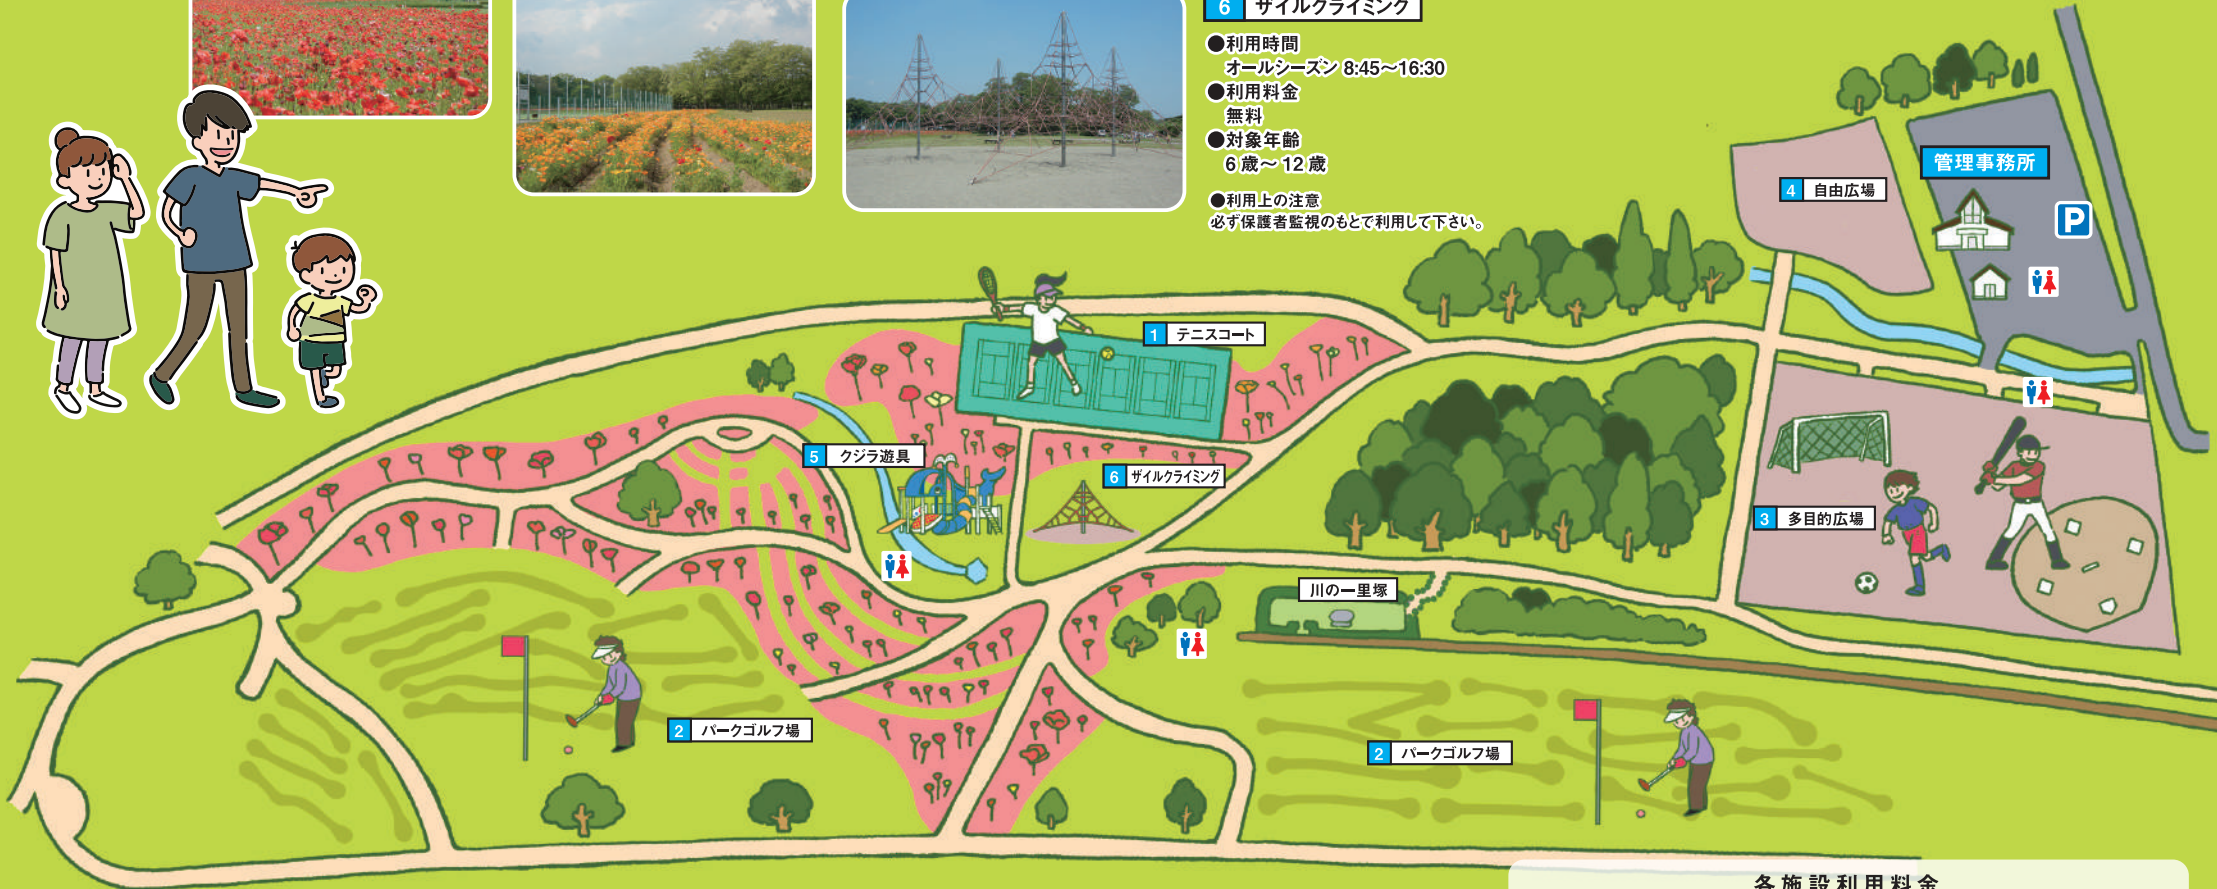 6 ザイルクライミング
●利用時間
オールシーズン 8:45〜16:30
●利用料金
無料
●対象年齢
6歳〜12歳
●利用上の注意
必ず保護者監視のもとで利用して下さい。
管理事務所
4 自由広場
P
1 テニスコート
5 クジラ遊具
6 ザイルクライミング
3 多目的広場
川の一里塚
2 パークゴルフ場
2 パークゴルフ場
各施設利用料金